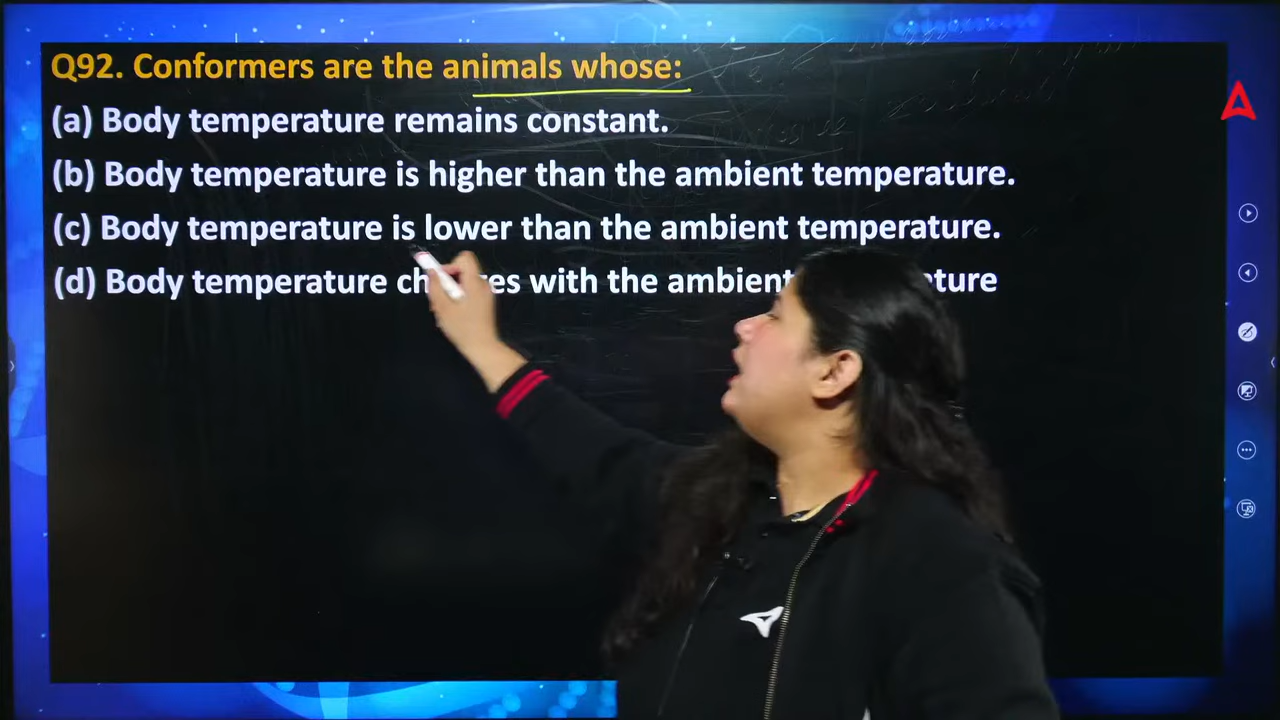 Q92. Conformers are the animals whose:
(a) Body temperature remains constant.
(b) Body temperature is higher than the ambient temperature.
(c) Body temperature is lower than the ambient temperature.
(d) Body temperature with the ambient